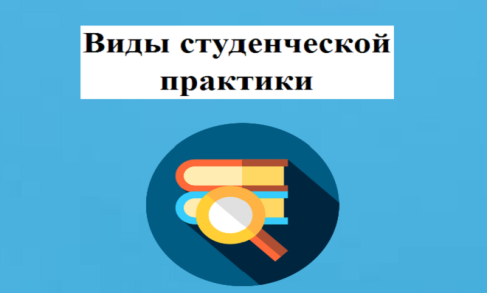 Виды студенческой
практики